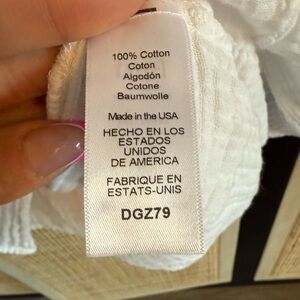 100% Cotton
Coton
Algodón
Cotone
Baumwolle
Made in the USA
HECHO EN LOS
ESTADOS
UNIDOS
DE AMERICA
FABRIQUE EN
ESTATS-UNIS
DGZ79